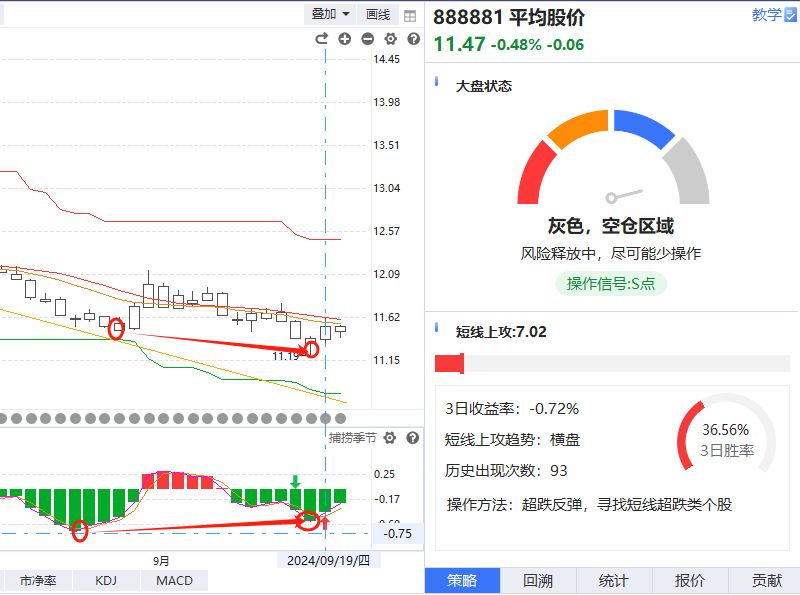 叠加 画线
888881 平均股价
教学
11.47 -0.48% -0.06
14.45
13.98
13.51
13.04
12.57
12.09
11.62
11.15
11.19
大盘状态
灰色，空仓区域
风险释放中，尽可能少操作
操作信号:S点
短线上攻:7.02
3日收益率：-0.72%
短线上攻趋势：横盘
历史出现次数：93
操作方法：超跌反弹，寻找短线超跌类个股
36.56%
3日胜率
捕捞季节
0.25
-0.17
-0.75
9月
2024/09/19/四
市净率 KDJ MACD
策略 回溯 统计 报价 贡献